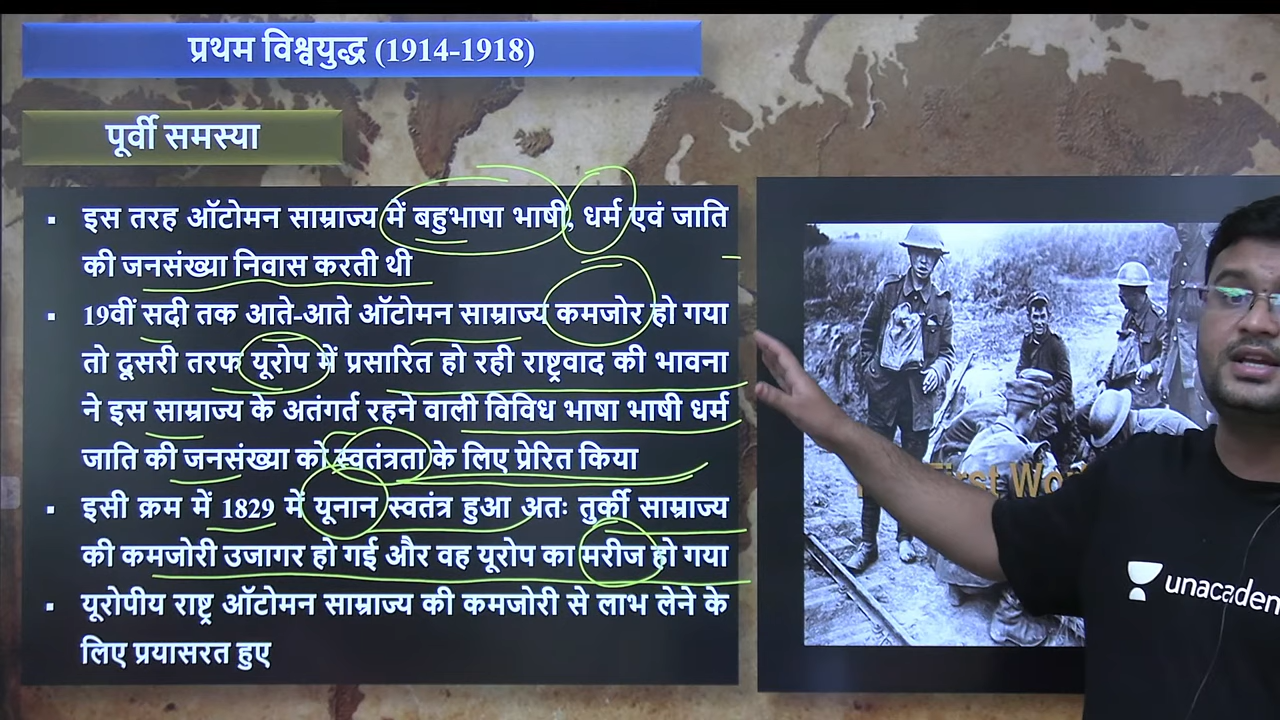 प्रथम विश्वयुद्ध (1914-1918)
पूर्वी समस्या
▪ इस तरह ऑटोमन साम्राज्य में बहुभाषा भाषी, धर्म एवं जाति
की जनसंख्या निवास करती थी
▪ 19वीं सदी तक आते-आते ऑटोमन साम्राज्य कमजोर हो गया
तो दूसरी तरफ यूरोप में प्रसारित हो रही राष्ट्रवाद की भावना
ने इस साम्राज्य के अतंगर्त रहने वाली विविध भाषा भाषी धर्म
जाति की जनसंख्या को स्वतंत्रता के लिए प्रेरित किया
▪ इसी क्रम में 1829 में यूनान स्वतंत्र हुआ अतः तुर्की साम्राज्य
की कमजोरी उजागर हो गई और वह यूरोप का मरीज हो गया
▪ यूरोपीय राष्ट्र ऑटोमन साम्राज्य की कमजोरी से लाभ लेने के
लिए प्रयासरत हुए
First Wo
unacadem